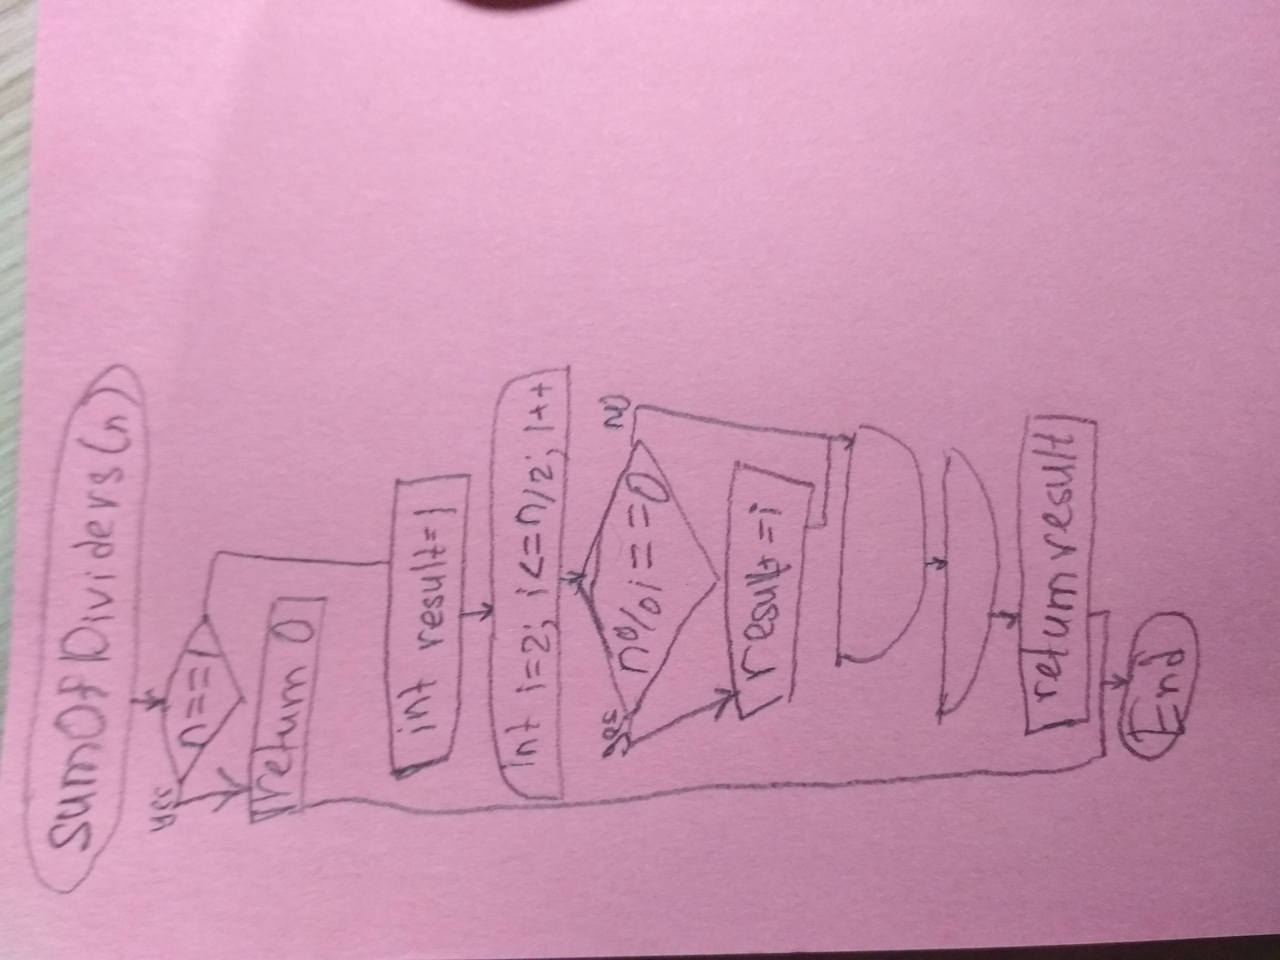 SumOfDividers(n)
n==1
yes
return 0
int result=1
int i=2; i<=n/2; i++
no
n%i==0
yes
result=i
return result
End